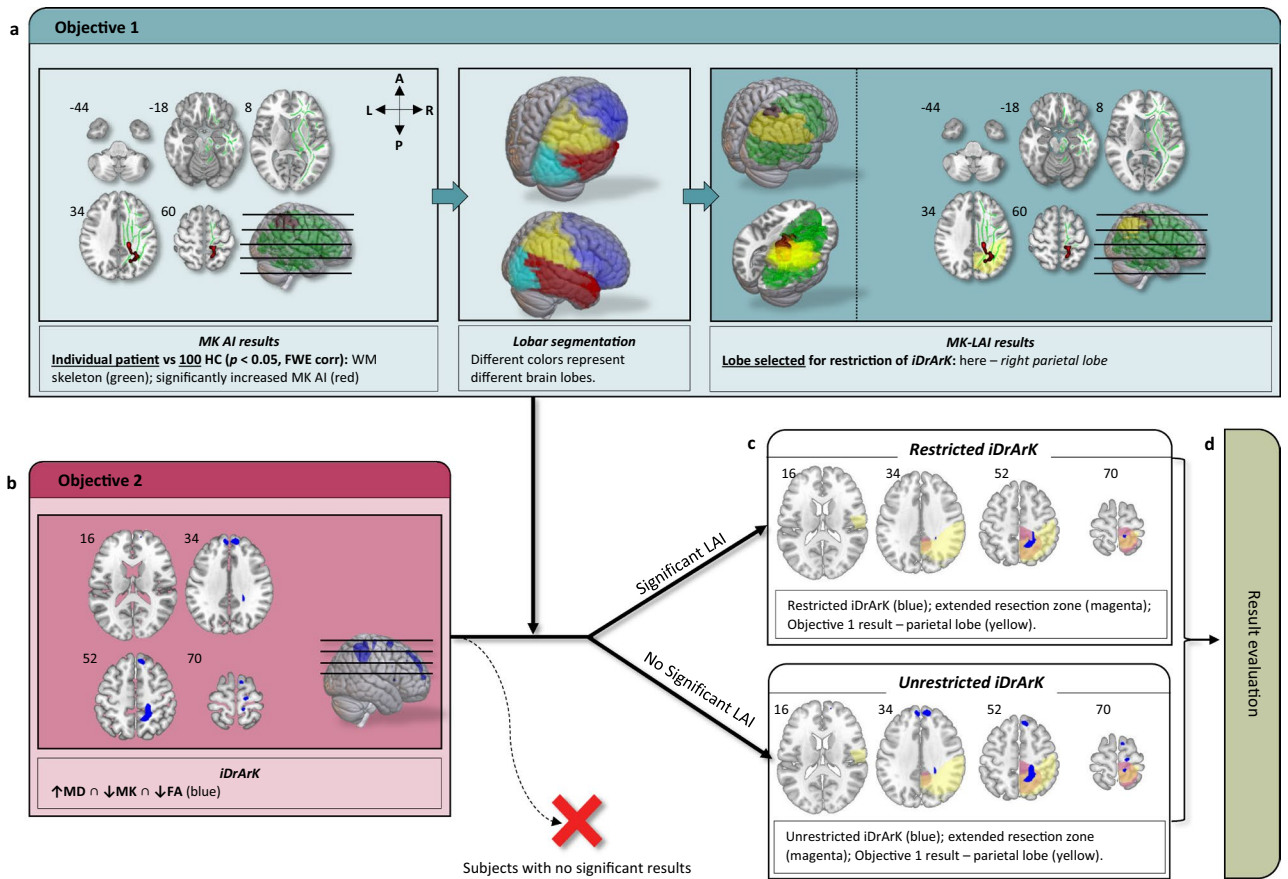 a
Objective 1
-44
-18
8
A
L
R
P
34
60
MK AI results
Individual patient vs 100 HC (p < 0.05, FWE corr): WM
skeleton (green); significantly increased MK AI (red)
Lobar segmentation
Different colors represent
different brain lobes.
-44
-18
8
34
60
MK-LAI results
Lobe selected for restriction of iDrArK: here – right parietal lobe
b
Objective 2
16
34
52
70
iDrArK
↑MD ∩ ↓MK ∩ ↓FA (blue)
Subjects with no significant results
Significant LAI
No Significant LAI
c
Restricted iDrArK
16
34
52
70
Restricted iDrArK (blue); extended resection zone (magenta);
Objective 1 result – parietal lobe (yellow).
Unrestricted iDrArK
16
34
52
70
Unrestricted iDrArK (blue); extended resection zone
(magenta); Objective 1 result – parietal lobe (yellow).
d
Result evaluation